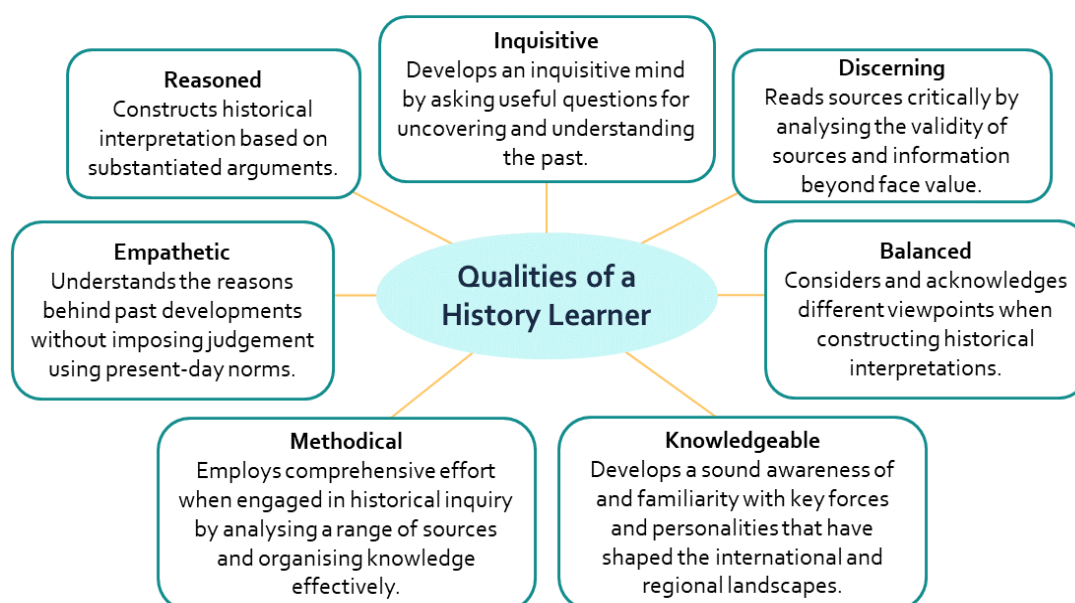 Inquisitive
Develops an inquisitive mind
by asking useful questions for
uncovering and understanding
the past.
Reasoned
Constructs historical
interpretation based on
substantiated arguments.
Discerning
Reads sources critically by
analysing the validity of
sources and information
beyond face value.
Empathetic
Understands the reasons
behind past developments
without imposing judgement
using present-day norms.
Qualities of a
History Learner
Balanced
Considers and acknowledges
different viewpoints when
constructing historical
interpretations.
Methodical
Employs comprehensive effort
when engaged in historical inquiry
by analysing a range of sources
and organising knowledge
effectively.
Knowledgeable
Develops a sound awareness of
and familiarity with key forces
and personalities that have
shaped the international and
regional landscapes.